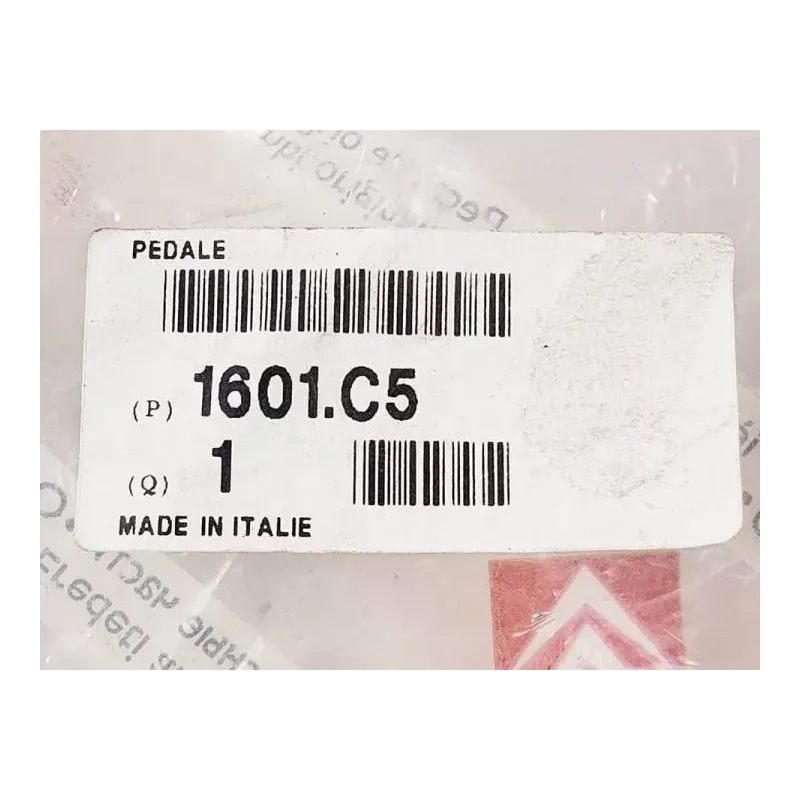 PEDALE
(P) 1601.C5
(Q) 1
MADE IN ITALIE